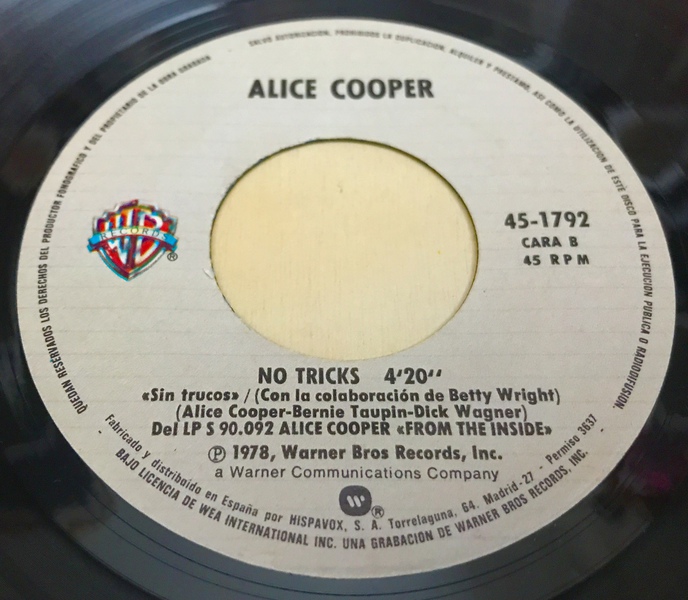 ALICE COOPER
WB
RECORDS
®
45-1792
CARA B
45 RPM
NO TRICKS 4'20''
«Sin trucos» / (Con la colaboración de Betty Wright)
(Alice Cooper-Bernie Taupin-Dick Wagner)
Del LP S 90.092 ALICE COOPER «FROM THE INSIDE»
℗ 1978, Warner Bros Records, Inc.
a Warner Communications Company
®
Fabricado y distribuido en España por HISPAVOX, S. A. Torrelaguna, 64. Madrid-27 - Permiso 3637
BAJO LICENCIA DE WEA INTERNATIONAL INC. UNA GRABACION DE WARNER BROS RECORDS, INC.
QUEDAN RESERVADOS LOS DERECHOS DEL PRODUCTOR FONOGRAFICO Y DEL PROPIETARIO DE LA OBRA GRABADA
SALVO AUTORIZACION, PROHIBIDOS LA DUPLICACION, ALQUILER Y PRESTAMO, ASI COMO LA UTILIZACION DE ESTE DISCO PARA LA EJECUCION PUBLICA O RADIODIFUSION.